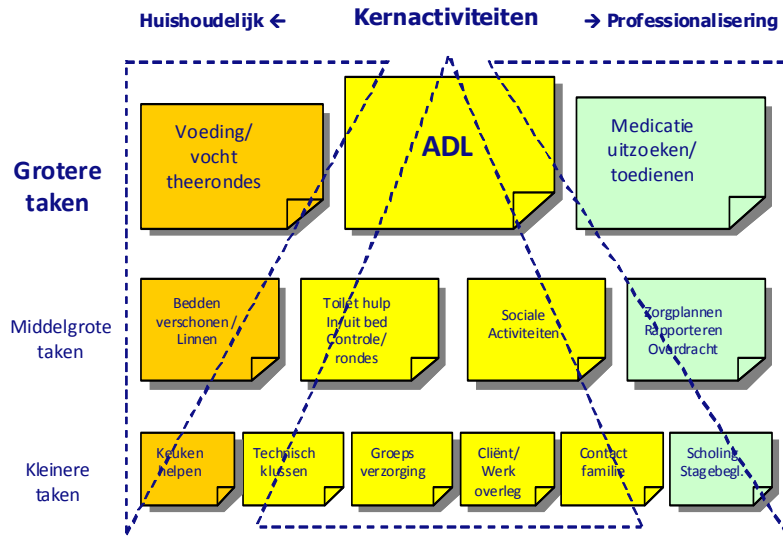 Huishoudelijk ← Kernactiviteiten → Professionalisering
Grotere
taken
Voeding/
vocht
theerondes
ADL
Medicatie
uitzoeken/
toedienen
Middelgrote
taken
Bedden
verschonen /
Linnen
Toilet hulp
In/uit bed
Controle/
rondes
Sociale
Activiteiten
Zorgplannen
Rapporteren
Overdracht
Kleinere
taken
Keuken
helpen
Technisch
klussen
Groeps
verzorging
Cliënt/
Werk
overleg
Contact
familie
Scholing
Stagebegl.